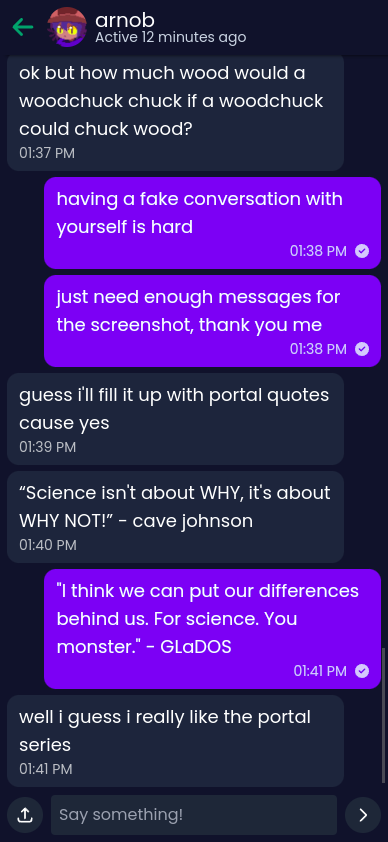 arnob
Active 12 minutes ago
ok but how much wood would a
woodchuck chuck if a woodchuck
could chuck wood?
01:37 PM
having a fake conversation with
yourself is hard
01:38 PM
just need enough messages for
the screenshot, thank you me
01:38 PM
guess i'll fill it up with portal quotes
cause yes
01:39 PM
“Science isn't about WHY, it's about
WHY NOT!” - cave johnson
01:40 PM
"I think we can put our differences
behind us. For science. You
monster." - GLaDOS
01:41 PM
well i guess i really like the portal
series
01:41 PM
Say something!